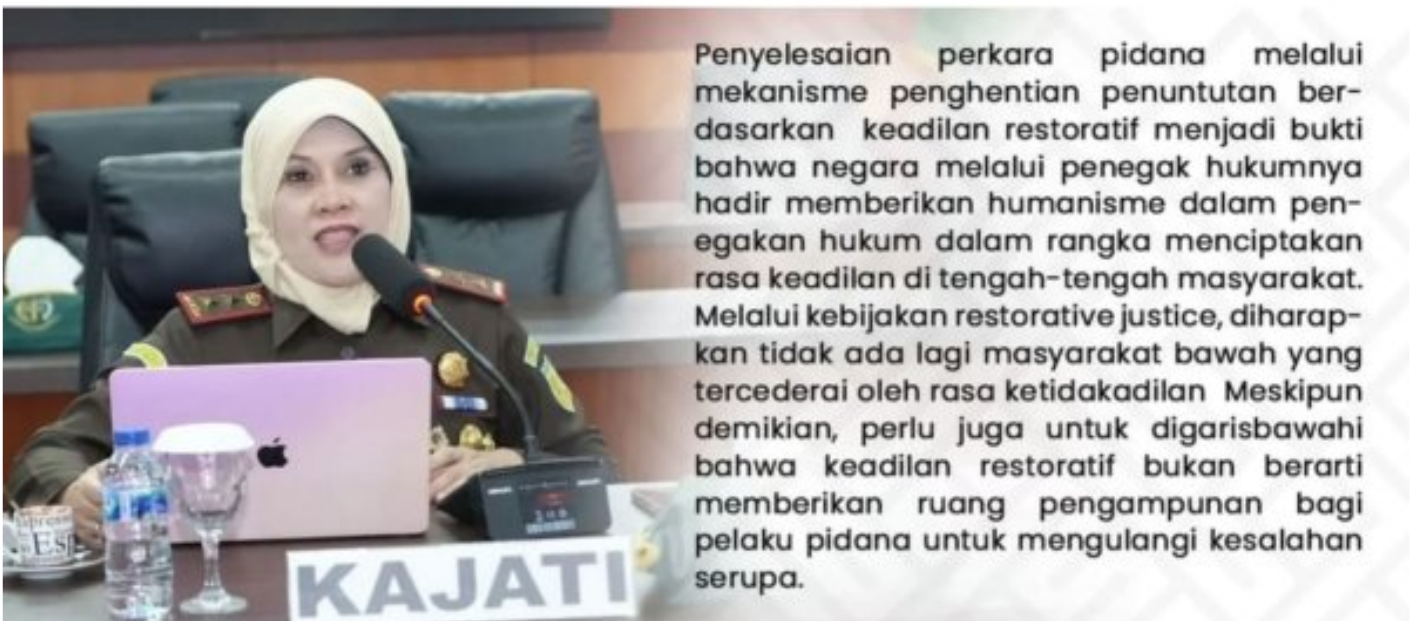 Penyelesaian perkara pidana melalui
mekanisme penghentian penuntutan ber-
dasarkan keadilan restoratif menjadi bukti
bahwa negara melalui penegak hukumnya
hadir memberikan humanisme dalam pen-
egakan hukum dalam rangka menciptakan
rasa keadilan di tengah-tengah masyarakat.
Melalui kebijakan restorative justice, diharap-
kan tidak ada lagi masyarakat bawah yang
tercederai oleh rasa ketidakadilan Meskipun
demikian, perlu juga untuk digarisbawahi
bahwa keadilan restoratif bukan berarti
memberikan ruang pengampunan bagi
pelaku pidana untuk mengulangi kesalahan
serupa.
KAJATI